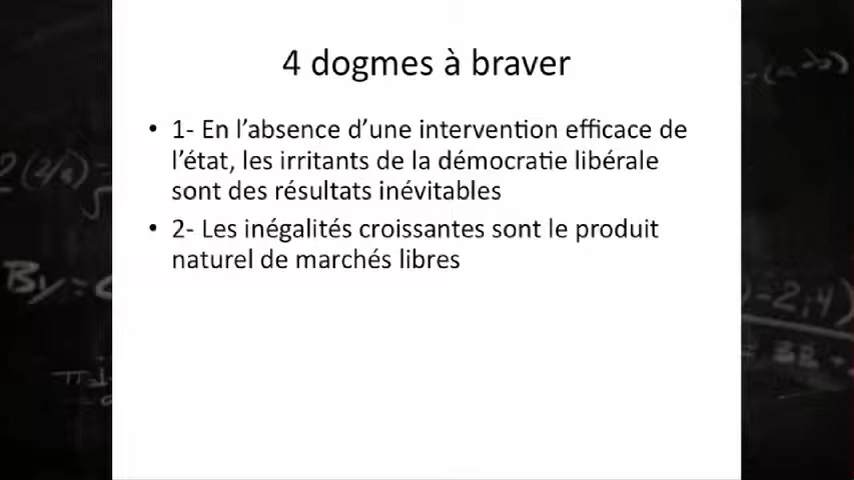 4 dogmes à braver
• 1- En l’absence d’une intervention efficace de
l’état, les irritants de la démocratie libérale
sont des résultats inévitables
• 2- Les inégalités croissantes sont le produit
naturel de marchés libres
By=